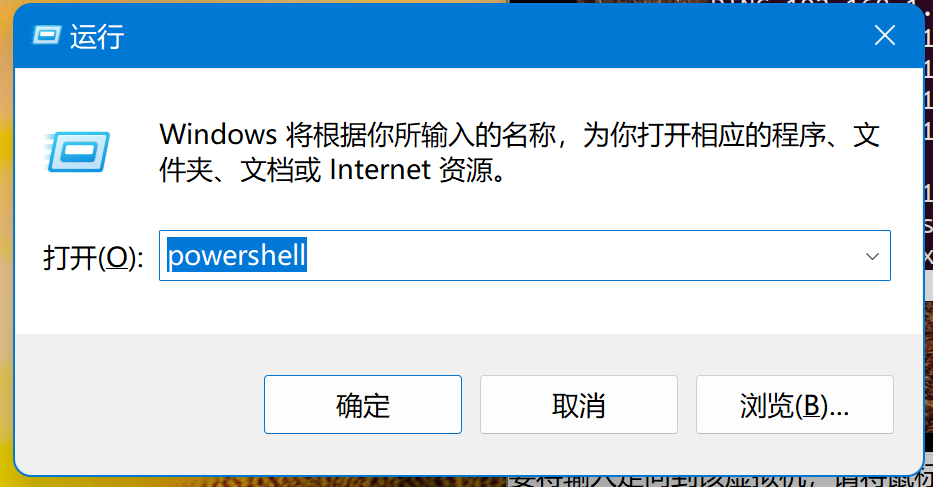 运行
Windows 将根据你所输入的名称，为你打开相应的程序、文
件夹、文档或 Internet 资源。
打开(O):
powershell
确定
取消
浏览(B)...